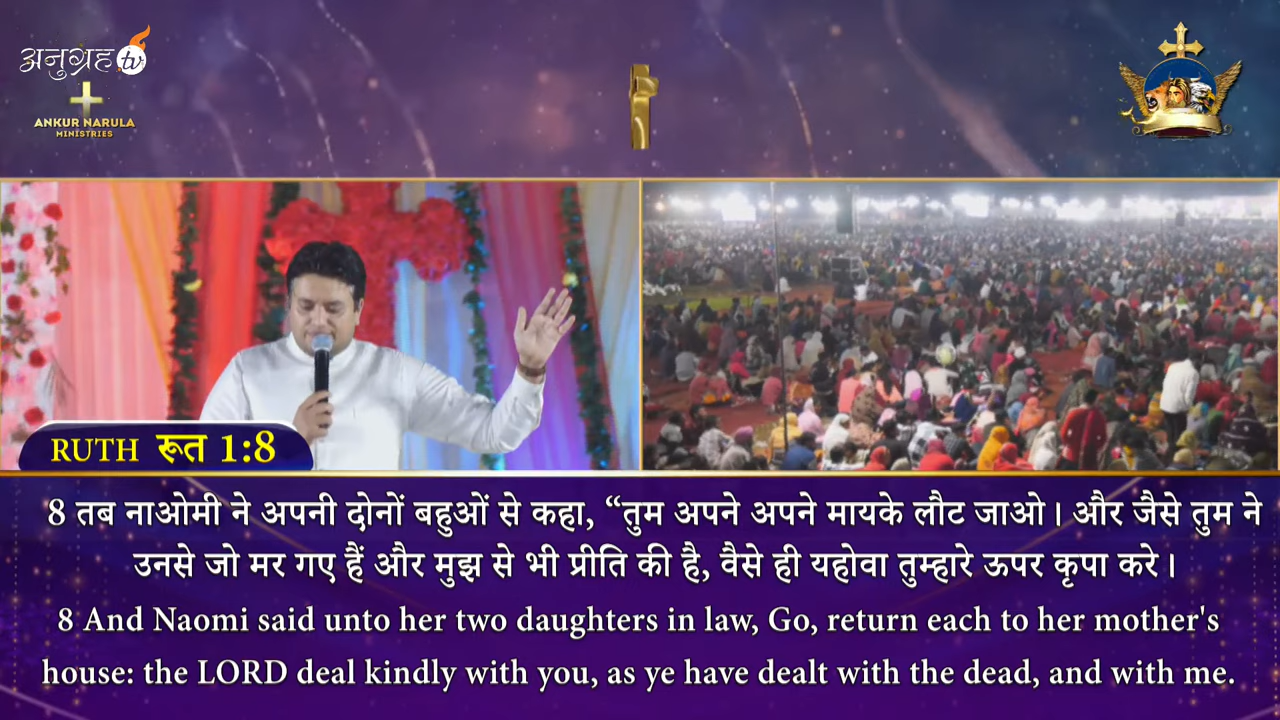 अनुग्रह tv
ANKUR NARULA
MINISTRIES
RUTH रूत 1:8
8 तब नाओमी ने अपनी दोनों बहुओं से कहा, “तुम अपने अपने मायके लौट जाओ। और जैसे तुम ने
उनसे जो मर गए हैं और मुझ से भी प्रीति की है, वैसे ही यहोवा तुम्हारे ऊपर कृपा करे।
8 And Naomi said unto her two daughters in law, Go, return each to her mother's
house: the LORD deal kindly with you, as ye have dealt with the dead, and with me.